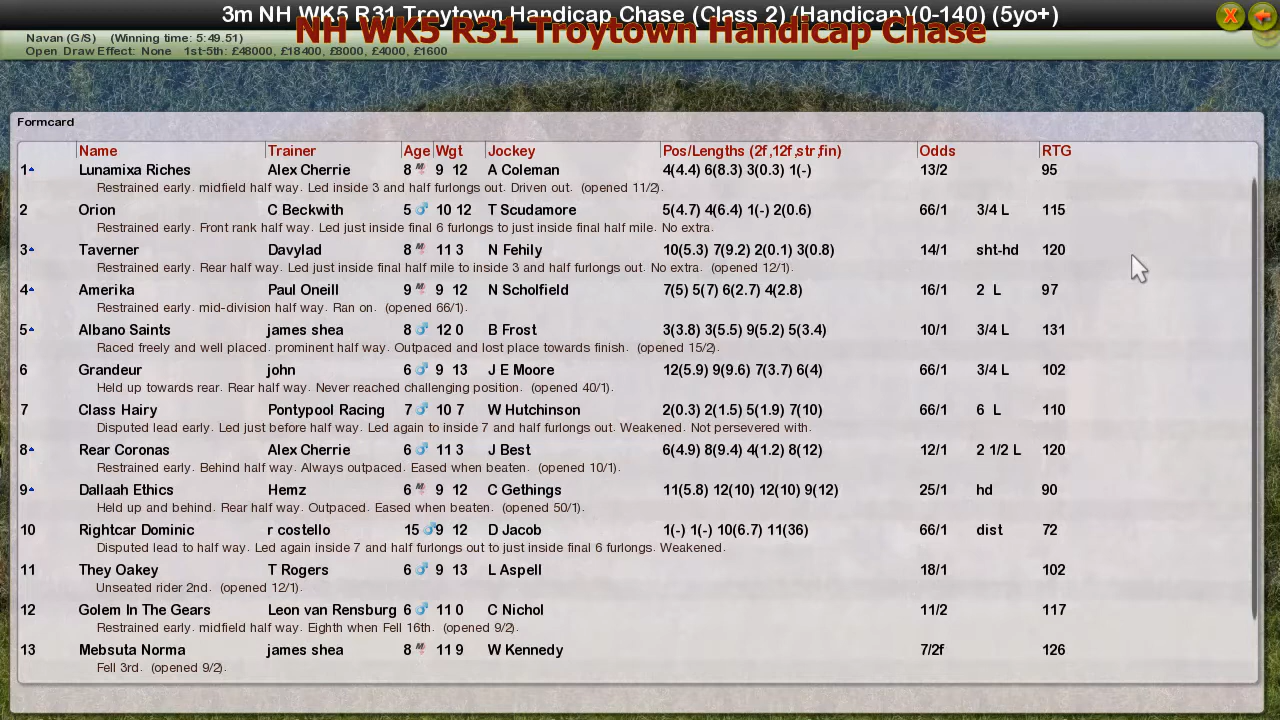 3m NH WK5 R31 Troytown Handicap Chase (Class 2) (Handicap)(0-140) (5yo+)
NH WK5 R31 Troytown Handicap Chase
Navan (G/S) (Winning time: 5:49.51)
Open Draw Effect: None 1st-5th: £48000, £18400, £8000, £4000, £1600
Formcard
Name Trainer Age Wgt Jockey Pos/Lengths (2f,12f,str,fin) Odds RTG
1 Lunamixa Riches Alex Cherrie 8 9 12 A Coleman 4(4.4) 6(8.3) 3(0.3) 1(-) 13/2 95
Restrained early. midfield half way. Led inside 3 and half furlongs out. Driven out. (opened 11/2).
2 Orion C Beckwith 5 10 12 T Scudamore 5(4.7) 4(6.4) 1(-) 2(0.6) 66/1 3/4 L 115
Restrained early. Front rank half way. Led just inside final 6 furlongs to just inside final half mile. No extra.
3 Taverner Davylad 8 11 3 N Fehily 10(5.3) 7(9.2) 2(0.1) 3(0.8) 14/1 sht-hd 120
Restrained early. Rear half way. Led just inside final half mile to inside 3 and half furlongs out. No extra. (opened 12/1).
4 Amerika Paul Oneill 9 9 12 N Scholfield 7(5) 5(7) 6(2.7) 4(2.8) 16/1 2 L 97
Restrained early. mid-division half way. Ran on. (opened 66/1).
5 Albano Saints james shea 8 12 0 B Frost 3(3.8) 3(5.5) 9(5.2) 5(3.4) 10/1 3/4 L 131
Raced freely and well placed. prominent half way. Outpaced and lost place towards finish. (opened 15/2).
6 Grandeur john 6 9 13 J E Moore 12(5.9) 9(9.6) 7(3.7) 6(4) 66/1 3/4 L 102
Held up towards rear. Rear half way. Never reached challenging position. (opened 40/1).
7 Class Hairy Pontypool Racing 7 10 7 W Hutchinson 2(0.3) 2(1.5) 5(1.9) 7(10) 66/1 6 L 110
Disputed lead early. Led just before half way. Led again to inside 7 and half furlongs out. Weakened. Not persevered with.
8 Rear Coronas Alex Cherrie 6 11 3 J Best 6(4.9) 8(9.4) 4(1.2) 8(12) 12/1 2 1/2 L 120
Restrained early. Behind half way. Always outpaced. Eased when beaten. (opened 10/1).
9 Dallaah Ethics Hemz 6 9 12 C Gethings 11(5.8) 12(10) 12(10) 9(12) 25/1 hd 90
Held up and behind. Rear half way. Outpaced. Eased when beaten. (opened 50/1).
10 Rightcar Dominic r costello 15 9 12 D Jacob 1(-) 1(-) 10(6.7) 11(36) 66/1 dist 72
Disputed lead to half way. Led again inside 7 and half furlongs out to just inside final 6 furlongs. Weakened.
11 They Oakey T Rogers 6 9 13 L Aspell 18/1 102
Unseated rider 2nd. (opened 12/1).
12 Golem In The Gears Leon van Rensburg 6 11 0 C Nichol 11/2 117
Restrained early. midfield half way. Eighth when Fell 16th. (opened 9/2).
13 Mebsuta Norma james shea 8 11 9 W Kennedy 7/2f 126
Fell 3rd. (opened 9/2).